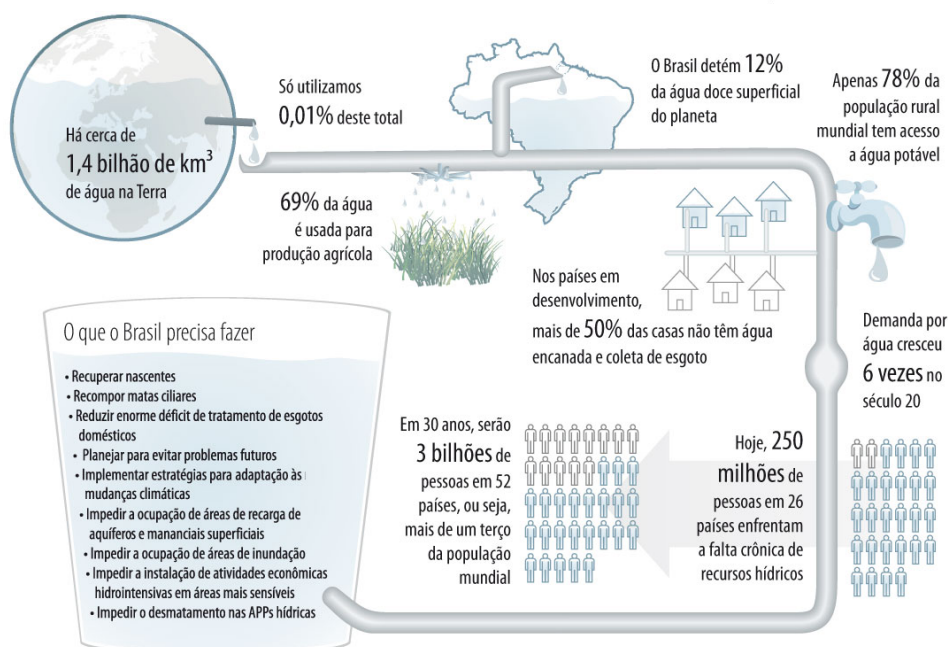 Há cerca de
1,4 bilhão de km³
de água na Terra
Só utilizamos
0,01% deste total
O Brasil detém 12%
da água doce superficial
do planeta
Apenas 78% da
população rural
mundial tem acesso
a água potável
69% da água
é usada para
produção agrícola
Nos países em
desenvolvimento,
mais de 50% das casas não têm água
encanada e coleta de esgoto
Demanda por
água cresceu
6 vezes no
século 20
Hoje, 250
milhões de
pessoas em 26
países enfrentam
a falta crônica de
recursos hídricos
Em 30 anos, serão
3 bilhões de
pessoas em 52
países, ou seja,
mais de um terço
da população
mundial
O que o Brasil precisa fazer
• Recuperar nascentes
• Recompor matas ciliares
• Reduzir enorme déficit de tratamento de esgotos
domésticos
• Planejar para evitar problemas futuros
• Implementar estratégias para adaptação às
mudanças climáticas
• Impedir a ocupação de áreas de recarga de
aquíferos e mananciais superficiais
• Impedir a ocupação de áreas de inundação
• Impedir a instalação de atividades econômicas
hidrointensivas em áreas mais sensíveis
• Impedir o desmatamento nas APPs hídricas